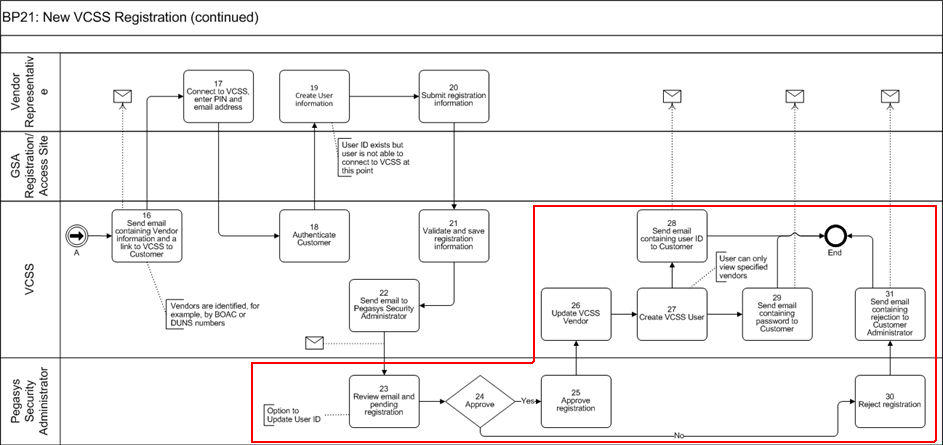 BP21: New VCSS Registration (continued)
Vendor
Representativ
e
17
Connect to VCSS,
enter PIN and
email address
19
Create User
information
20
Submit registration
information
GSA
Registration/
Access Site
User ID exists but
user is not able to
connect to VCSS at
this point
VCSS
A
16
Send email
containing Vendor
information and a
link to VCSS to
Customer
18
Authenticate
Customer
21
Validate and save
registration
information
28
Send email
containing user ID
to Customer
End
User can only
view specified
vendors
Vendors are identified, for
example, by BOAC or
DUNS numbers
22
Send email to
Pegasys Security
Administrator
26
Update VCSS
Vendor
27
Create VCSS User
29
Send email
containing
password to
Customer
31
Send email
containing
rejection to
Customer
Administrator
Pegasys
Security
Administrator
Option to
Update User ID
23
Review email and
pending
registration
24
Approve
Yes
25
Approve
registration
30
Reject registration
No